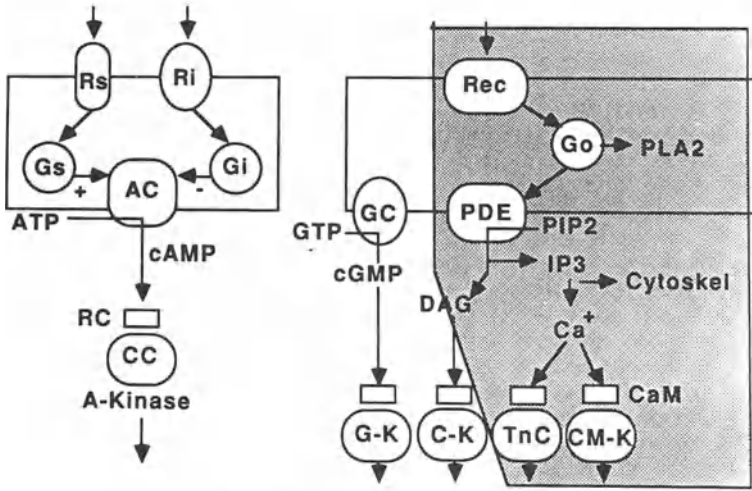 Rs
Ri
Gs
+
AC
-
Gi
ATP
cAMP
RC
CC
A-Kinase
Rec
Go
PLA2
GC
PDE
GTP
PIP2
cGMP
IP3
Cytoskel
DAG
Ca+
CaM
G-K
C-K
TnC
CM-K